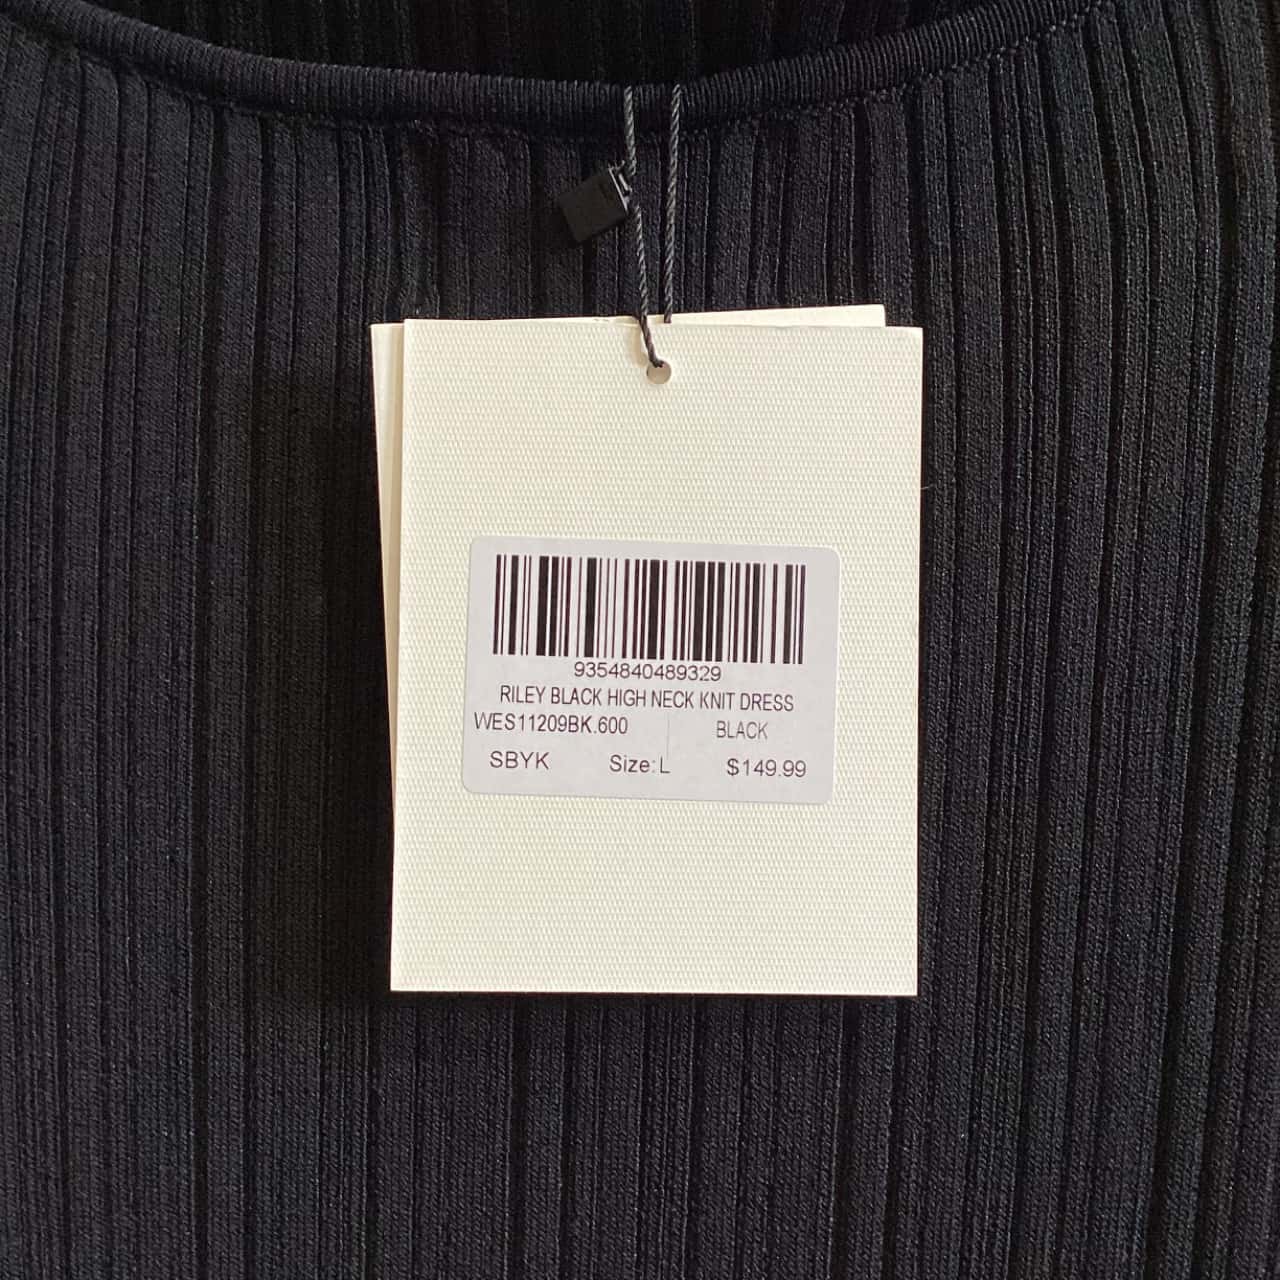 9354840489329
RILEY BLACK HIGH NECK KNIT DRESS
WES11209BK.600 BLACK
SBYK Size:L $149.99